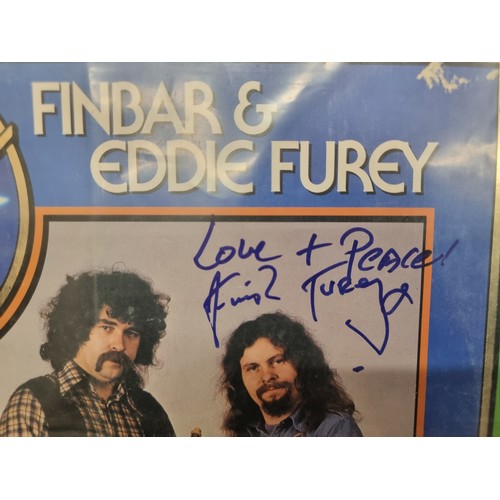 FINBAR &
EDDIE FUREY
Love + Peace!
Furey